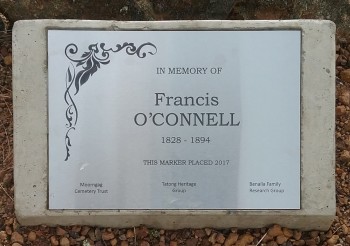 IN MEMORY OF
Francis
O'CONNELL
1828 - 1894
THIS MARKER PLACED 2017
Moorngag Tatong Heritage Benalla Family
Cemetery Trust Group Research Group